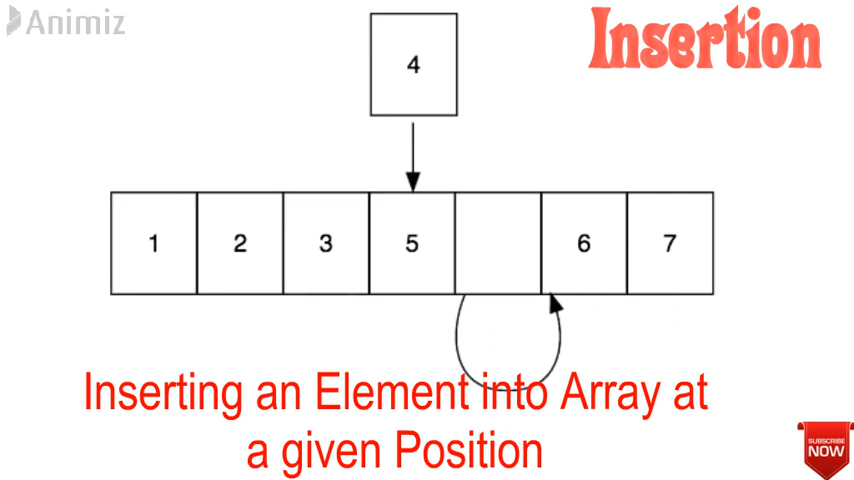 Animiz
Insertion
4
1 2 3 5 6 7
Inserting an Element into Array at
a given Position
SUBSCRIBE
NOW